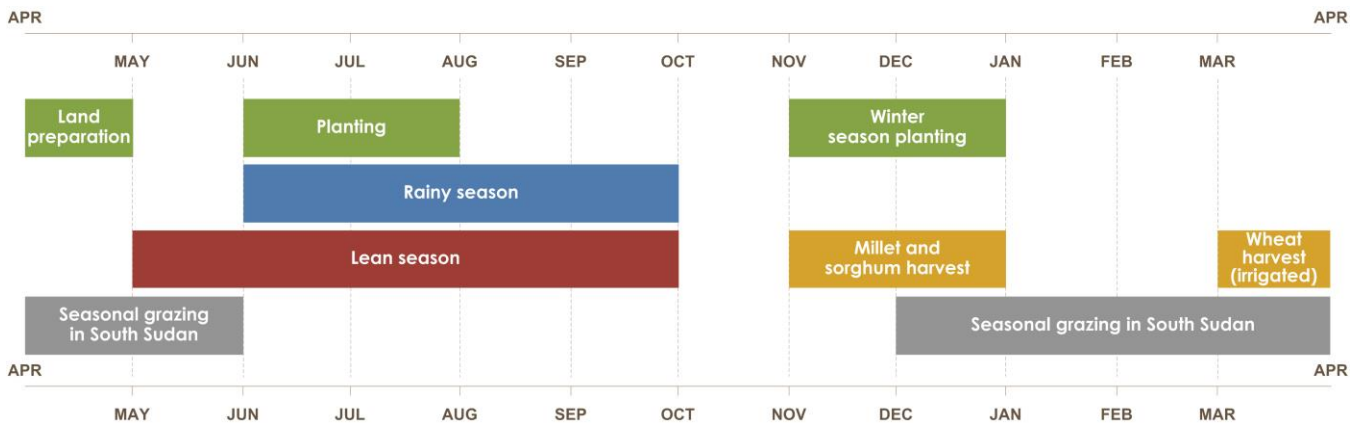 APR APR
MAY JUN JUL AUG SEP OCT NOV DEC JAN FEB MAR
Land
preparation
Planting
Winter
season planting
Rainy season
Lean season
Millet and
sorghum harvest
Wheat
harvest
(irrigated)
Seasonal grazing
in South Sudan
Seasonal grazing in South Sudan
APR APR
MAY JUN JUL AUG SEP OCT NOV DEC JAN FEB MAR